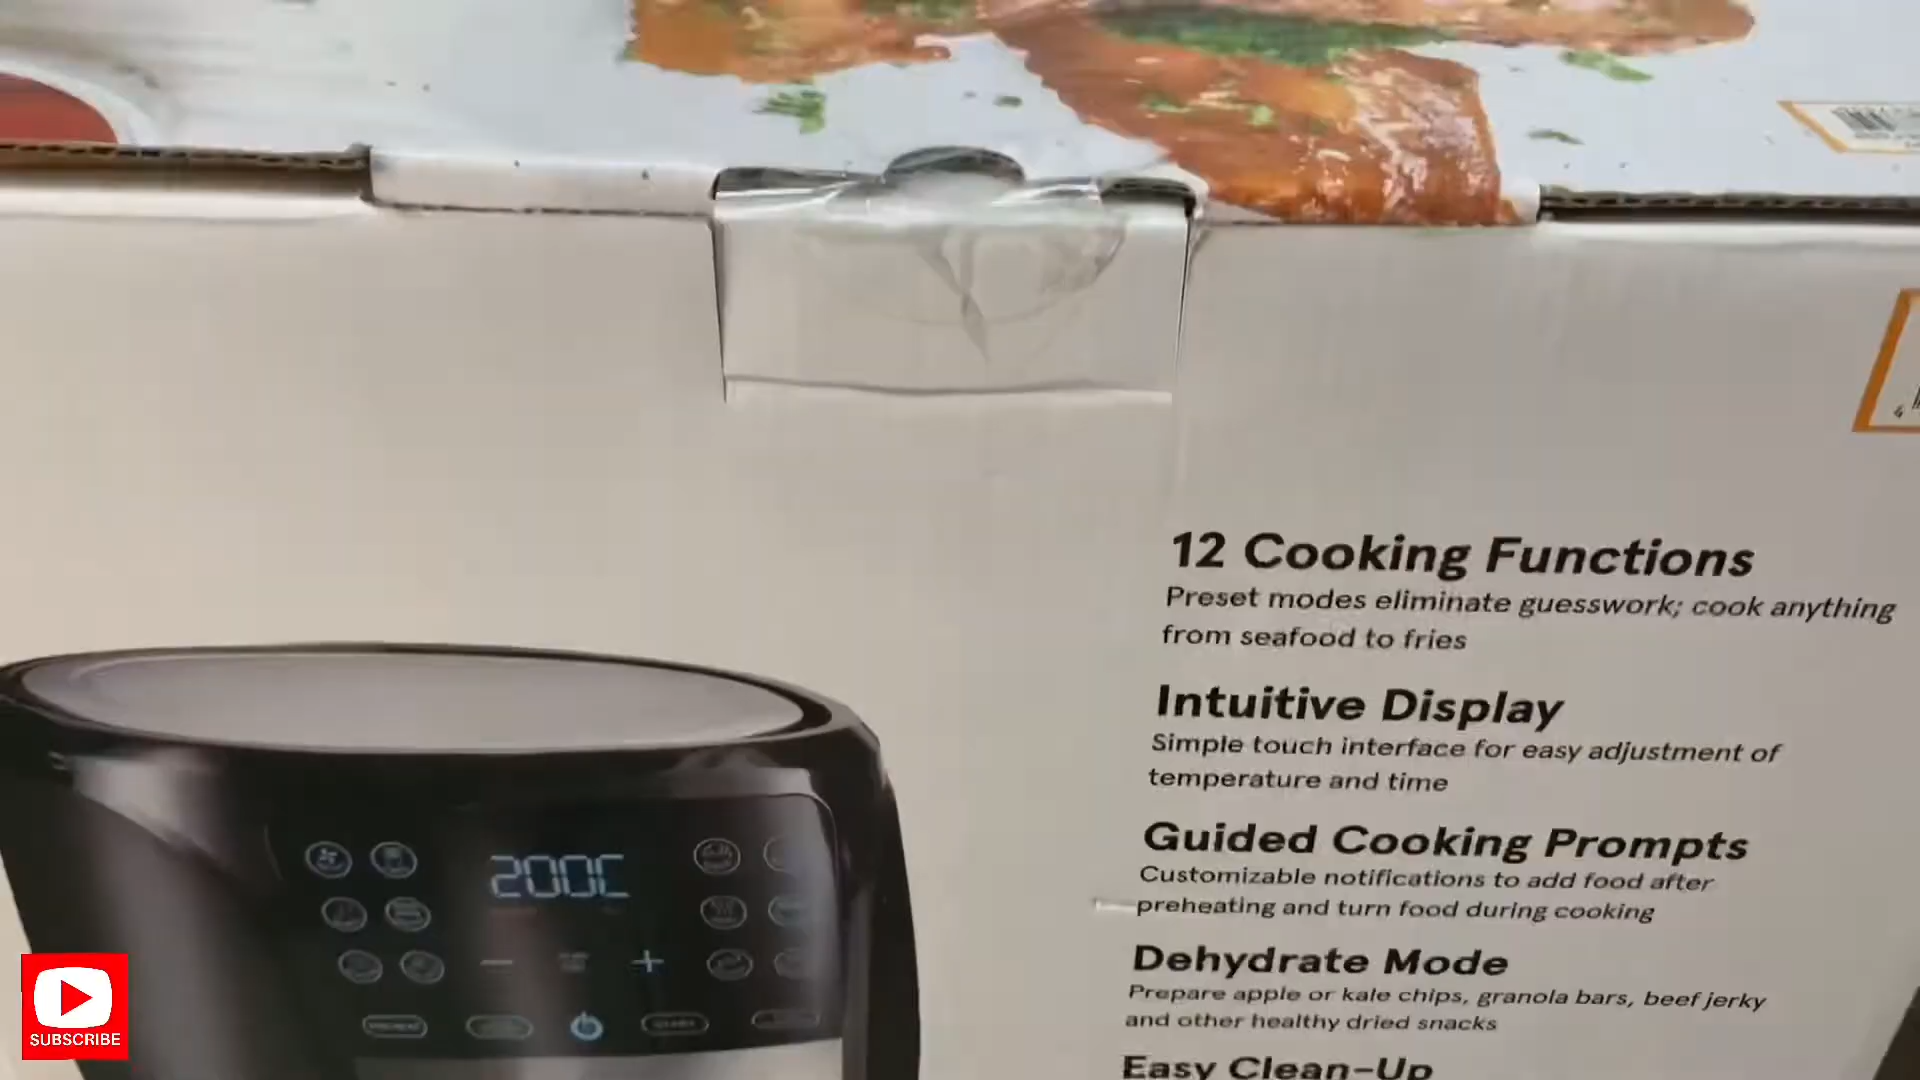 12 Cooking Functions
Preset modes eliminate guesswork; cook anything
from seafood to fries
Intuitive Display
Simple touch interface for easy adjustment of
temperature and time
Guided Cooking Prompts
Customizable notifications to add food after
preheating and turn food during cooking
Dehydrate Mode
Prepare apple or kale chips, granola bars, beef jerky
and other healthy dried snacks
Easy Clean-Up
200C
4
SUBSCRIBE